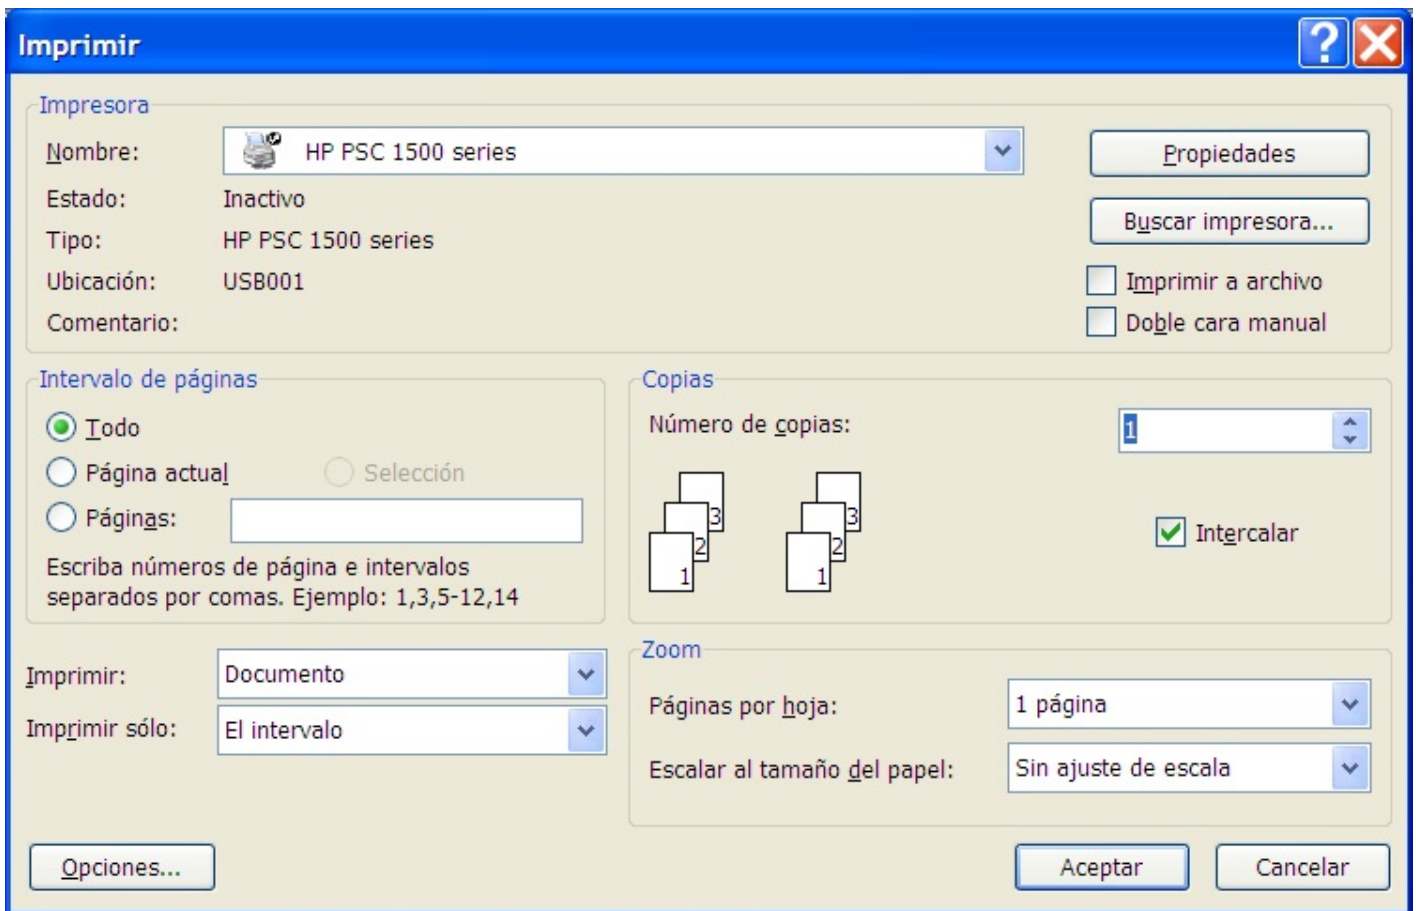 Imprimir
Impresora
Nombre: HP PSC 1500 series
Propiedades
Estado: Inactivo
Buscar impresora...
Tipo: HP PSC 1500 series
Ubicación: USB001
Imprimir a archivo
Comentario:
Doble cara manual
Intervalo de páginas
Todo
Página actual
Selección
Páginas:
Escriba números de página e intervalos
separados por comas. Ejemplo: 1,3,5-12,14
Copias
Número de copias: 1
3 3
2 2
1 1
Intercalar
Imprimir: Documento
Imprimir sólo: El intervalo
Zoom
Páginas por hoja: 1 página
Escalar al tamaño del papel: Sin ajuste de escala
Opciones...
Aceptar
Cancelar